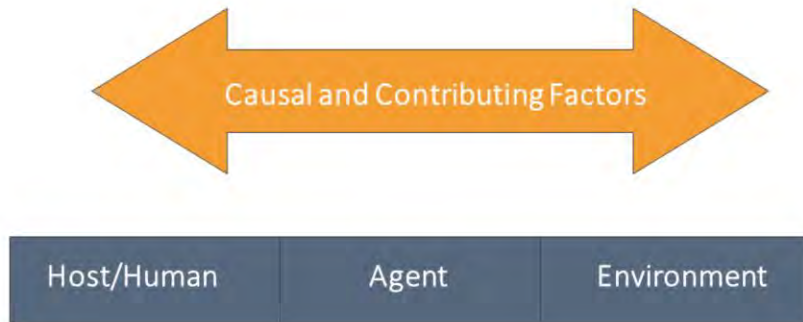 Causal and Contributing Factors
Host/Human
Agent
Environment